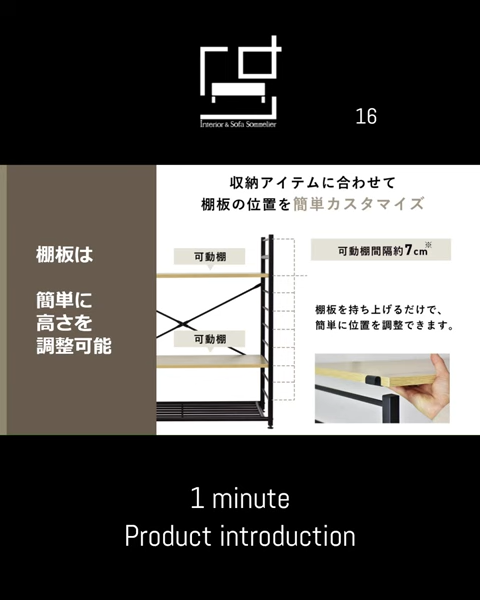 Interior & Sofa Sommelier
16
収納アイテムに合わせて
棚板の位置を簡単カスタマイズ
棚板は
簡単に
高さを
調整可能
可動棚
可動棚間隔約7cm※
棚板を持ち上げるだけで、
簡単に位置を調整できます。
可動棚
1 minute
Product introduction